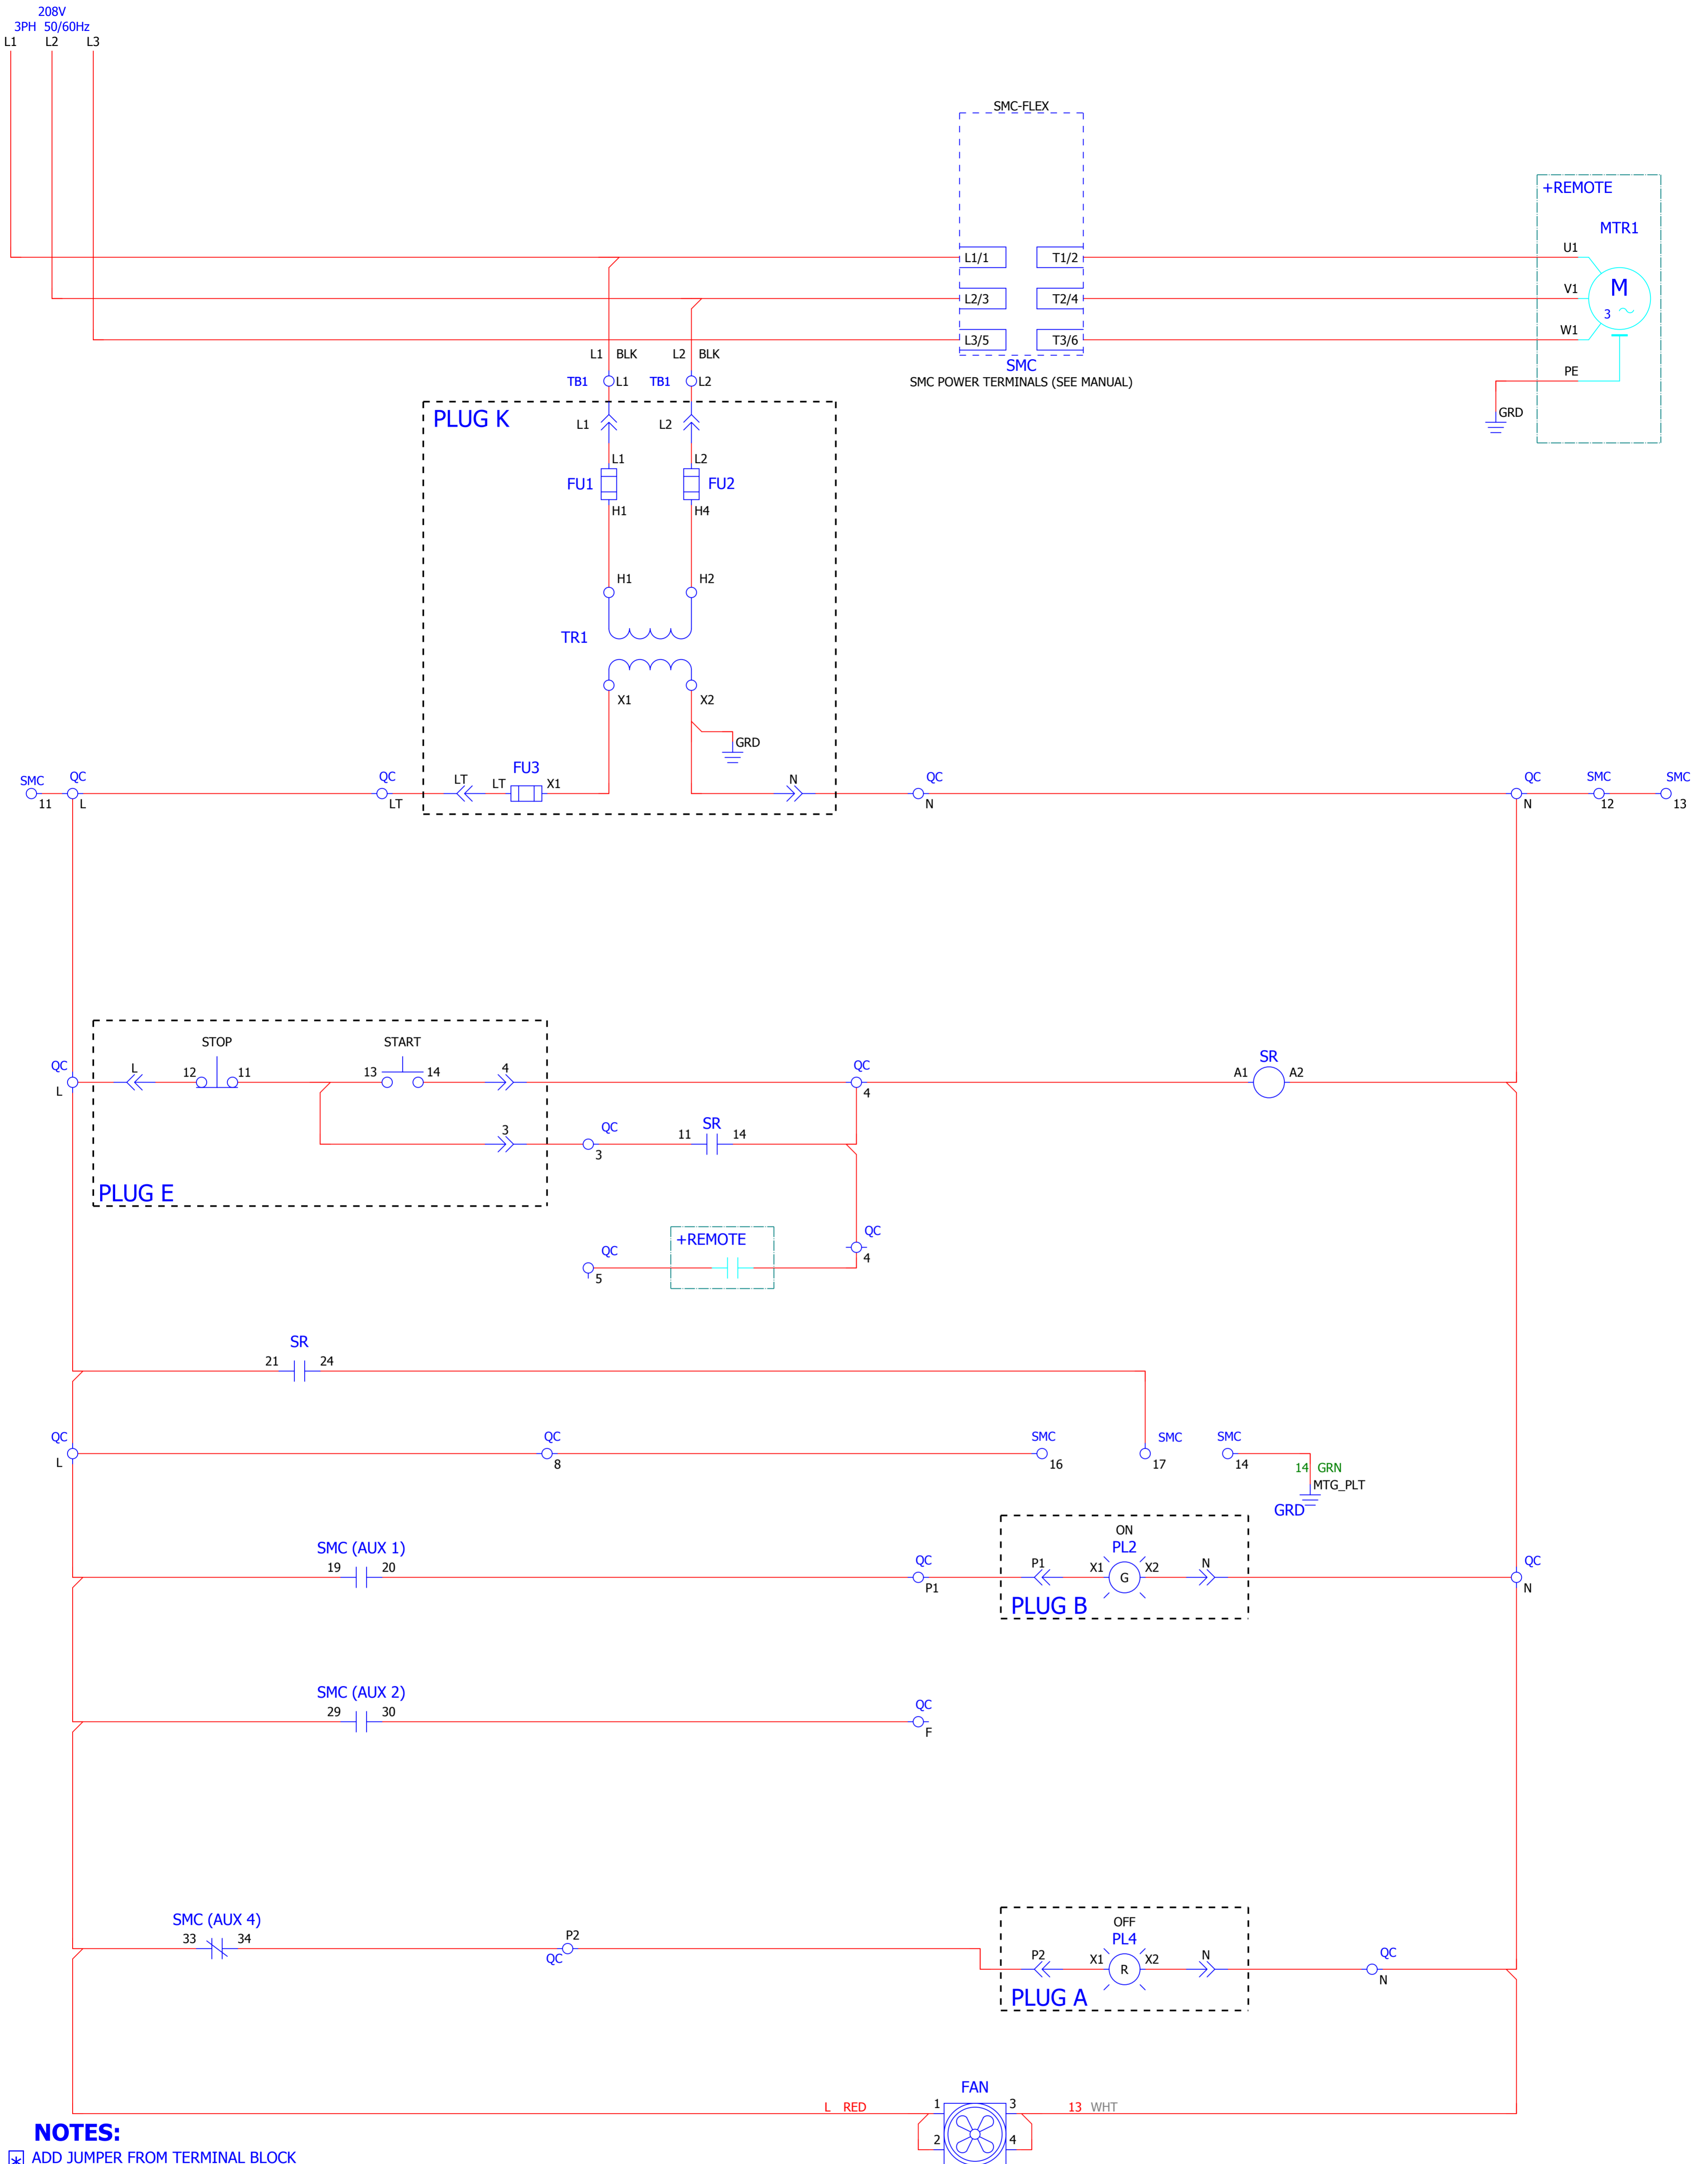 208V
3PH 50/60Hz
L1 L2 L3
SMC-FLEX
+REMOTE
MTR1
L1/1 T1/2 U1
M
3
L2/3 T2/4 V1
L3/5 T3/6 W1
L1 BLK L2 BLK
SMC
SMC POWER TERMINALS (SEE MANUAL)
PE
TB1 L1 TB1 L2
GRD
PLUG K
L1 L2
L1 L2
FU1 FU2
H1 H4
H1 H2
TR1
X1 X2
GRD
FU3
SMC QC QC LT LT X1 N QC QC SMC SMC
11 L LT N N 12 13
STOP START
QC L 12 11 13 14 4 QC SR
L 4 A1 A2
3 QC SR
3 11 14
PLUG E
+REMOTE
QC QC
5 4
SR
21 24
QC QC SMC SMC SMC
L 8 16 17 14
14 GRN
MTG_PLT
GRD
ON
SMC (AUX 1) PL2
19 20 QC P1 X1 G X2 N QC
P1 N
PLUG B
SMC (AUX 2)
29 30 QC
F
OFF
SMC (AUX 4) PL4
33 34 P2 P2 X1 R X2 N QC
QC N
PLUG A
FAN
L RED 1 3 13 WHT
2 4
NOTES:
* ADD JUMPER FROM TERMINAL BLOCK